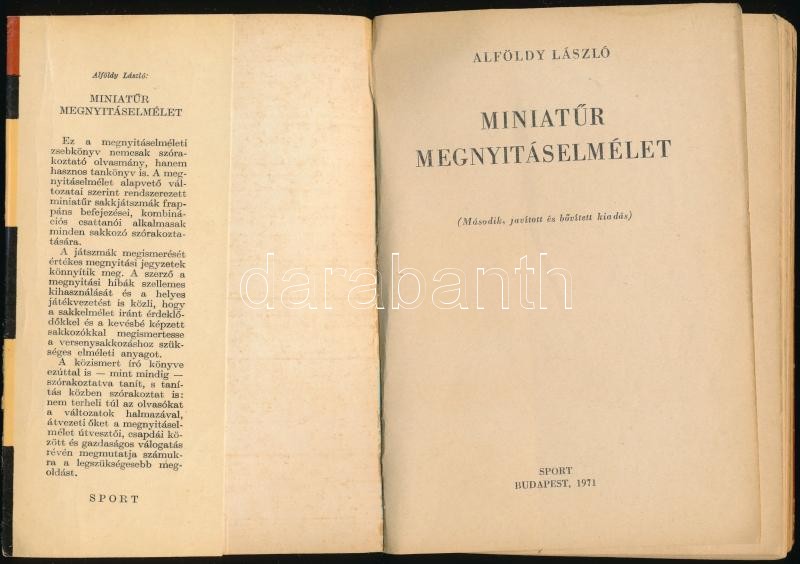 Alföldy László:
MINIATŰR
MEGNYITÁSELMÉLET
Ez a megnyitáselméleti
zsebkönyv nemcsak szóra-
koztató olvasmány, hanem
hasznos tankönyv is. A meg-
nyitáselmélet alapvető vál-
tozatai szerint rendszerezett
miniatűr sakkjátszmák frap-
páns befejezései, kombiná-
ciós csattanói alkalmasak
minden sakkozó szórakozta-
tására.
A játszmák megismerését
értékes megnyitási jegyzetek
könnyítik meg. A szerző a
megnyitási hibák szellemes
kihasználását és a helyes
játékvezetést is közli, hogy
a sakkelmélet iránt érdeklő-
dőkkel és a kevésbé képzett
sakkozókkal megismertesse
a versenysakkozáshoz szük-
séges elméleti anyagot.
A közismert író könyve
ezúttal is — mint mindig —
szórakoztatva tanít, s taní-
tás közben szórakoztat is:
nem terheli túl az olvasókat
a változatok halmazával,
átvezeti őket a megnyitásel-
mélet útvesztői, csapdái kö-
zött és gazdaságos válogatás
révén megmutatja számuk-
ra a legszükségesebb meg-
oldást.
SPORT
ALFÖLDY LÁSZLÓ
MINIATŰR
MEGNYITÁSELMÉLET
(Második, javított és bővített kiadás)
SPORT
BUDAPEST, 1971
darabanth